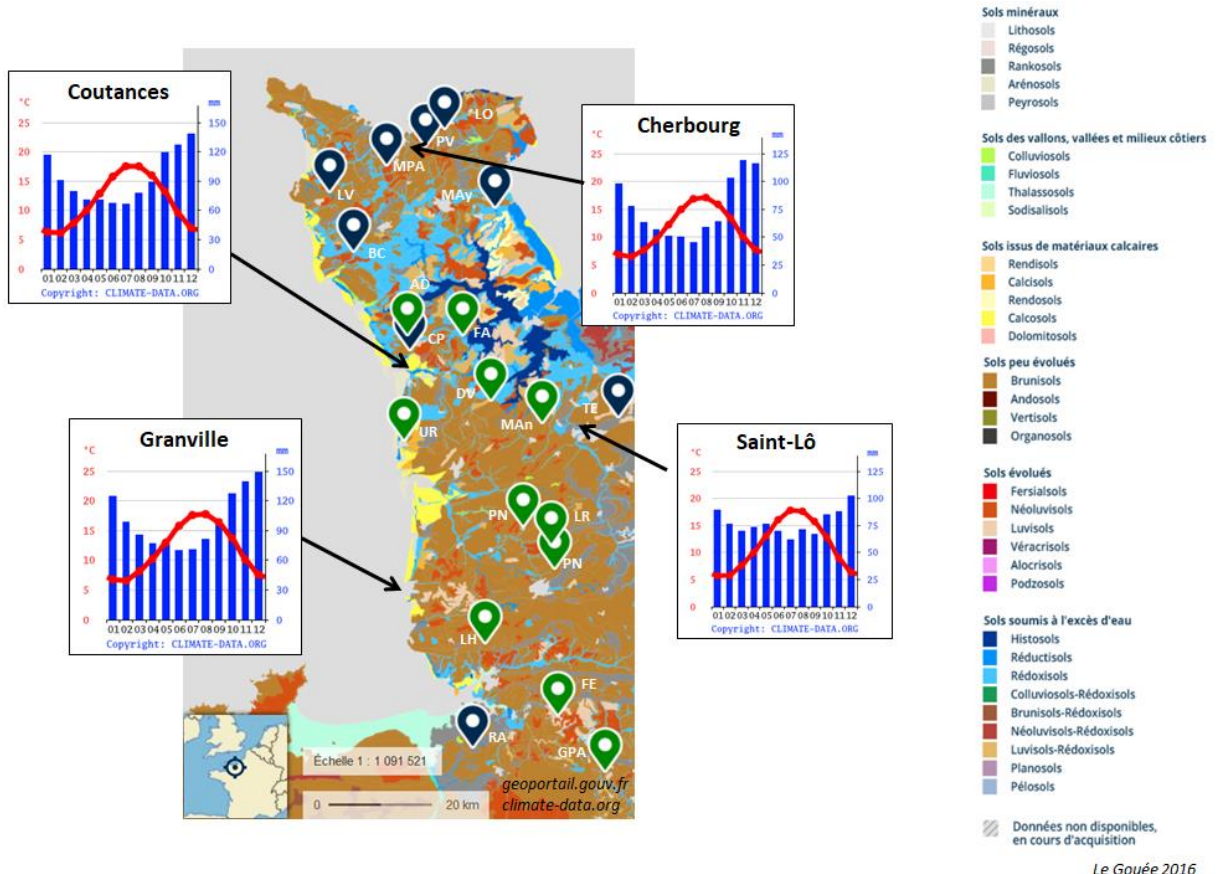 Coutances
°C
mm
25
20
15
10
5
0
150
120
90
60
30
0
01 02 03 04 05 06 07 08 09 10 11 12
Copyright: CLIMATE-DATA.ORG
Cherbourg
°C
mm
25
20
15
10
5
0
125
100
75
50
25
0
01 02 03 04 05 06 07 08 09 10 11 12
Copyright: CLIMATE-DATA.ORG
Granville
°C
mm
25
20
15
10
5
0
150
120
90
60
30
0
01 02 03 04 05 06 07 08 09 10 11 12
Copyright: CLIMATE-DATA.ORG
Saint-Lô
°C
mm
25
20
15
10
5
0
125
100
75
50
25
0
01 02 03 04 05 06 07 08 09 10 11 12
Copyright: CLIMATE-DATA.ORG
LO
PV
MPA
LV
MAy
BC
AD
CP
FA
DV
MAn
TE
UR
PN
LR
PN
LH
FE
RA
GPA
Échelle 1 : 1 091 521
0
20 km
geoportail.gouv.fr
climate-data.org
Sols minéraux
Lithosols
Régosols
Rankosols
Arénosols
Peyrosols
Sols des vallons, vallées et milieux côtiers
Colluviosols
Fluviosols
Thalassosols
Sodisalisols
Sols issus de matériaux calcaires
Rendisols
Calcisols
Rendosols
Calcosols
Dolomitosols
Sols peu évolués
Brunisols
Andosols
Vertisols
Organosols
Sols évolués
Fersialsols
Néoluvisols
Luvisols
Véracrisols
Alocrisols
Podzosols
Sols soumis à l'excès d'eau
Histosols
Réductisols
Rédoxisols
Colluviosols-Rédoxisols
Brunisols-Rédoxisols
Néoluvisols-Rédoxisols
Luvisols-Rédoxisols
Planosols
Pélosols
Données non disponibles,
en cours d'acquisition
Le Gouée 2016